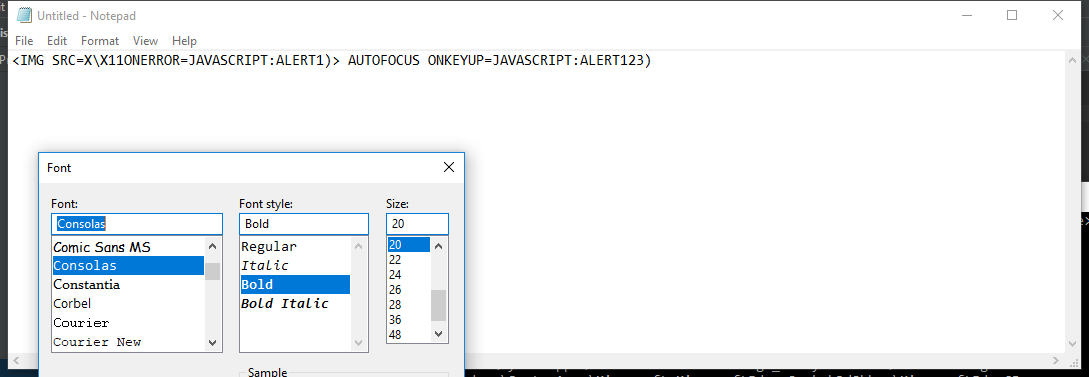 Untitled - Notepad
File Edit Format View Help
<IMG SRC=X\X11ONERROR=JAVASCRIPT:ALERT1)> AUTOFOCUS ONKEYUP=JAVASCRIPT:ALERT123)
Font
Font: Font style: Size:
Consolas Bold 20
Comic Sans MS Regular 20
Consolas Italic 22
Constantia Bold 24
Corbel Bold Italic 26
Courier 28
Courier New 36
48
Sample